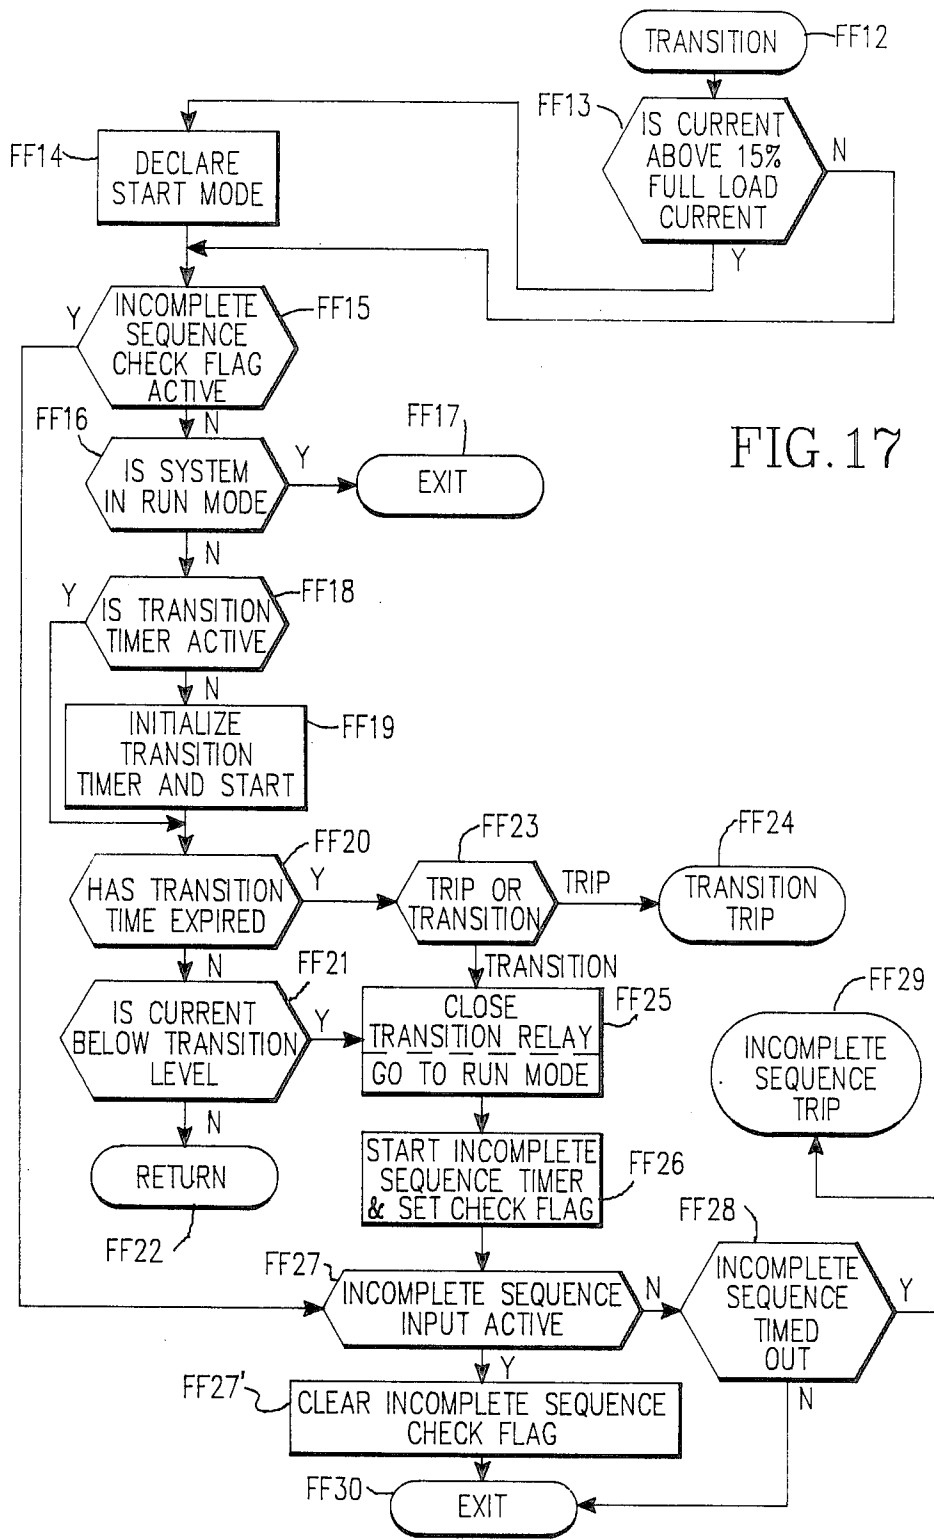 TRANSITION
FF12
FF13
IS CURRENT
ABOVE 15%
FULL LOAD
CURRENT
N
Y
FF14
DECLARE
START MODE
Y
INCOMPLETE
SEQUENCE
CHECK FLAG
ACTIVE
FF15
N
FF16
IS SYSTEM
IN RUN MODE
Y
FF17
EXIT
FIG.17
N
Y
IS TRANSITION
TIMER ACTIVE
FF18
N
INITIALIZE
TRANSITION
TIMER AND START
FF19
HAS TRANSITION
TIME EXPIRED
FF20
Y
FF23
TRIP OR
TRANSITION
TRIP
FF24
TRANSITION
TRIP
N
FF21
TRANSITION
IS CURRENT
BELOW TRANSITION
LEVEL
Y
CLOSE
TRANSITION RELAY
GO TO RUN MODE
FF25
FF29
INCOMPLETE
SEQUENCE
TRIP
N
RETURN
FF22
START INCOMPLETE
SEQUENCE TIMER
& SET CHECK FLAG
FF26
FF27
INCOMPLETE SEQUENCE
INPUT ACTIVE
N
FF28
INCOMPLETE
SEQUENCE
TIMED
OUT
Y
Y
N
FF27'
CLEAR INCOMPLETE SEQUENCE
CHECK FLAG
FF30
EXIT